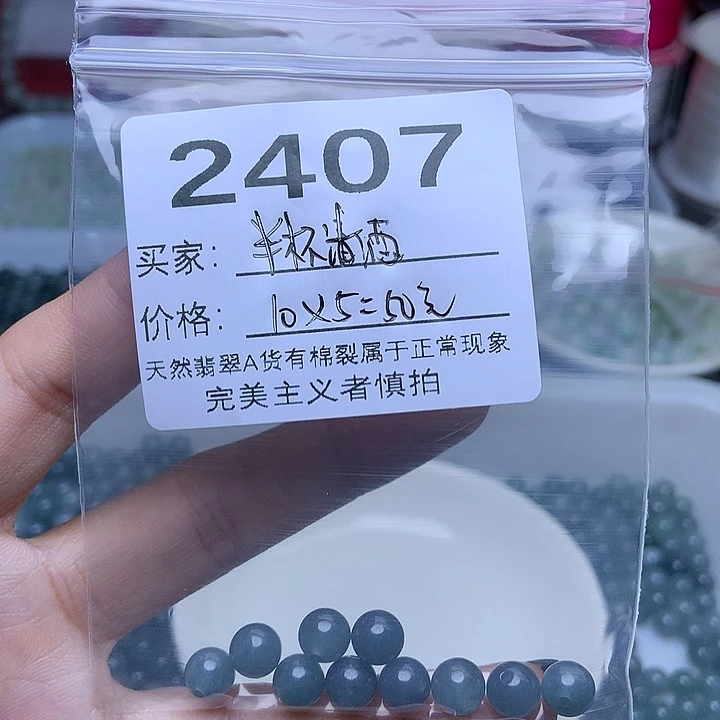 2407
买家：半杯清酒
价格：10×5=50元
天然翡翠A货有棉裂属于正常现象
完美主义者慎拍